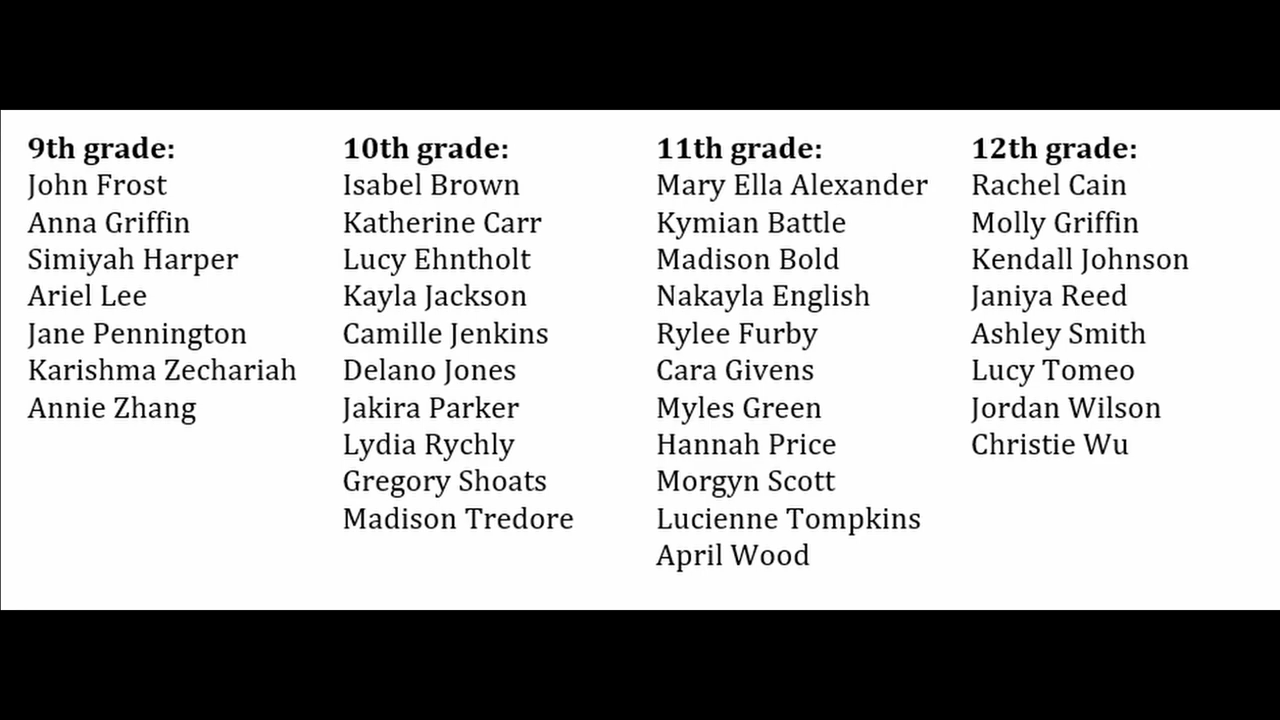 9th grade:
John Frost
Anna Griffin
Simiyah Harper
Ariel Lee
Jane Pennington
Karishma Zechariah
Annie Zhang
10th grade:
Isabel Brown
Katherine Carr
Lucy Ehntholt
Kayla Jackson
Camille Jenkins
Delano Jones
Jakira Parker
Lydia Rychly
Gregory Shoats
Madison Tredore
11th grade:
Mary Ella Alexander
Kymian Battle
Madison Bold
Nakayla English
Rylee Furby
Cara Givens
Myles Green
Hannah Price
Morgyn Scott
Lucienne Tompkins
April Wood
12th grade:
Rachel Cain
Molly Griffin
Kendall Johnson
Janiya Reed
Ashley Smith
Lucy Tomeo
Jordan Wilson
Christie Wu